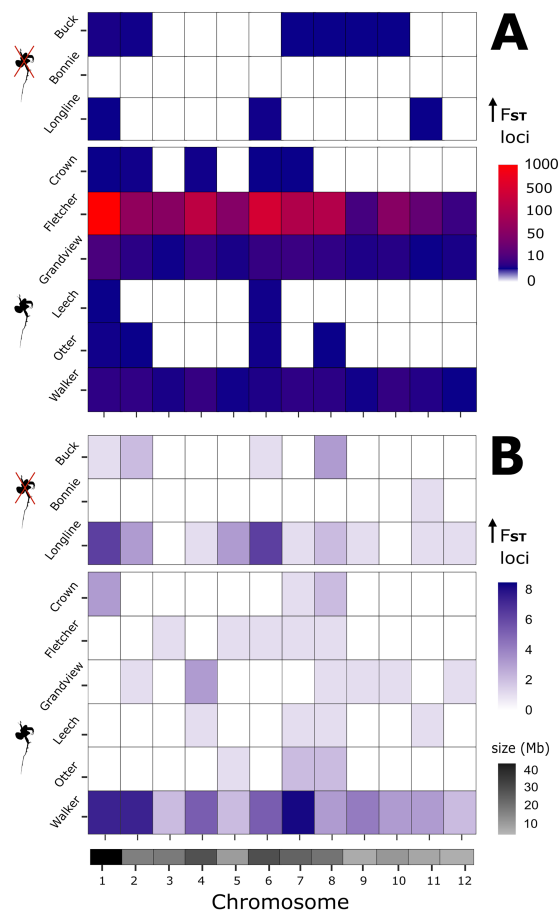 A
Buck
Bonnie
Longline
Crown
Fletcher
Grandview
Leech
Otter
Walker
FST
loci
1000
500
100
50
10
0
B
Buck
Bonnie
Longline
Crown
Fletcher
Grandview
Leech
Otter
Walker
FST
loci
8
6
4
2
0
size (Mb)
40
30
20
10
1 2 3 4 5 6 7 8 9 10 11 12
Chromosome